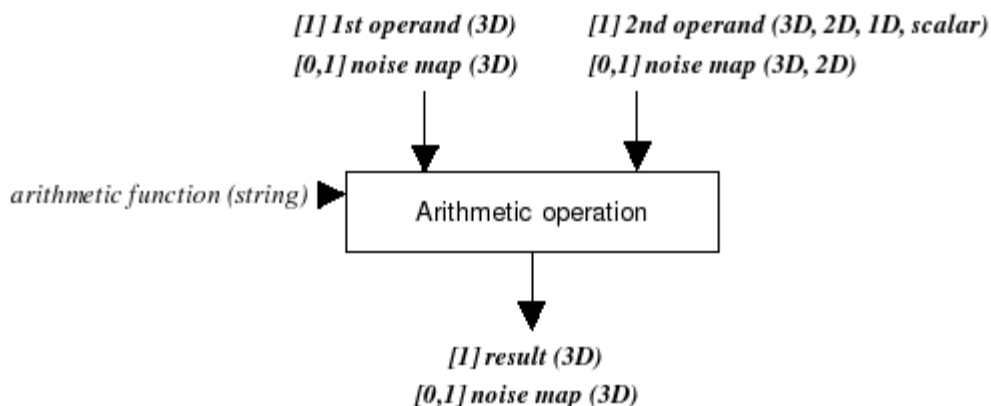 [1] 1st operand (3D)
[0,1] noise map (3D)
[1] 2nd operand (3D, 2D, 1D, scalar)
[0,1] noise map (3D, 2D)
arithmetic function (string)
Arithmetic operation
[1] result (3D)
[0,1] noise map (3D)